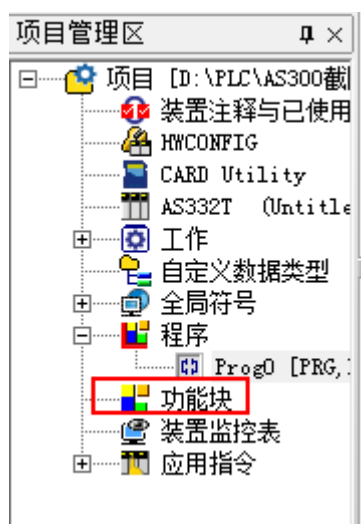 项目管理区
项目 [D:\PLC\AS300截
装置注释与已使用
HWCONFIG
CARD Utility
AS332T (Untitle
工作
自定义数据类型
全局符号
程序
Prog0 [PRG,
功能块
装置监控表
应用指令